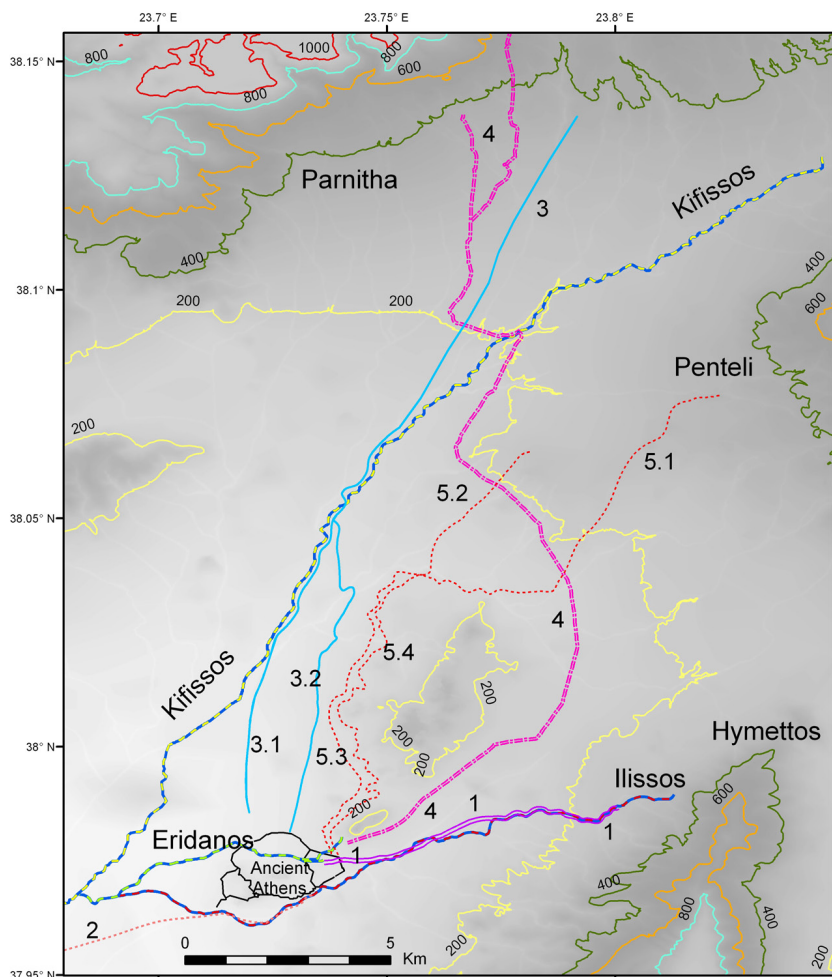 23.7° E
23.75° E
23.8° E
38.15° N
800
1000
800
600
800
4
Parnitha
3
Kifissos
400
400
38.1° N
200
200
600
Penteli
200
5.1
5.2
38.05° N
4
5.4
3.2
200
Kifissos
38° N
3.1
5.3
200
200
Hymettos
Ilissos
600
200
4
1
1
Eridanos
1
Ancient
Athens
400
800
400
2
200
200
0
5
Km
37.95° N